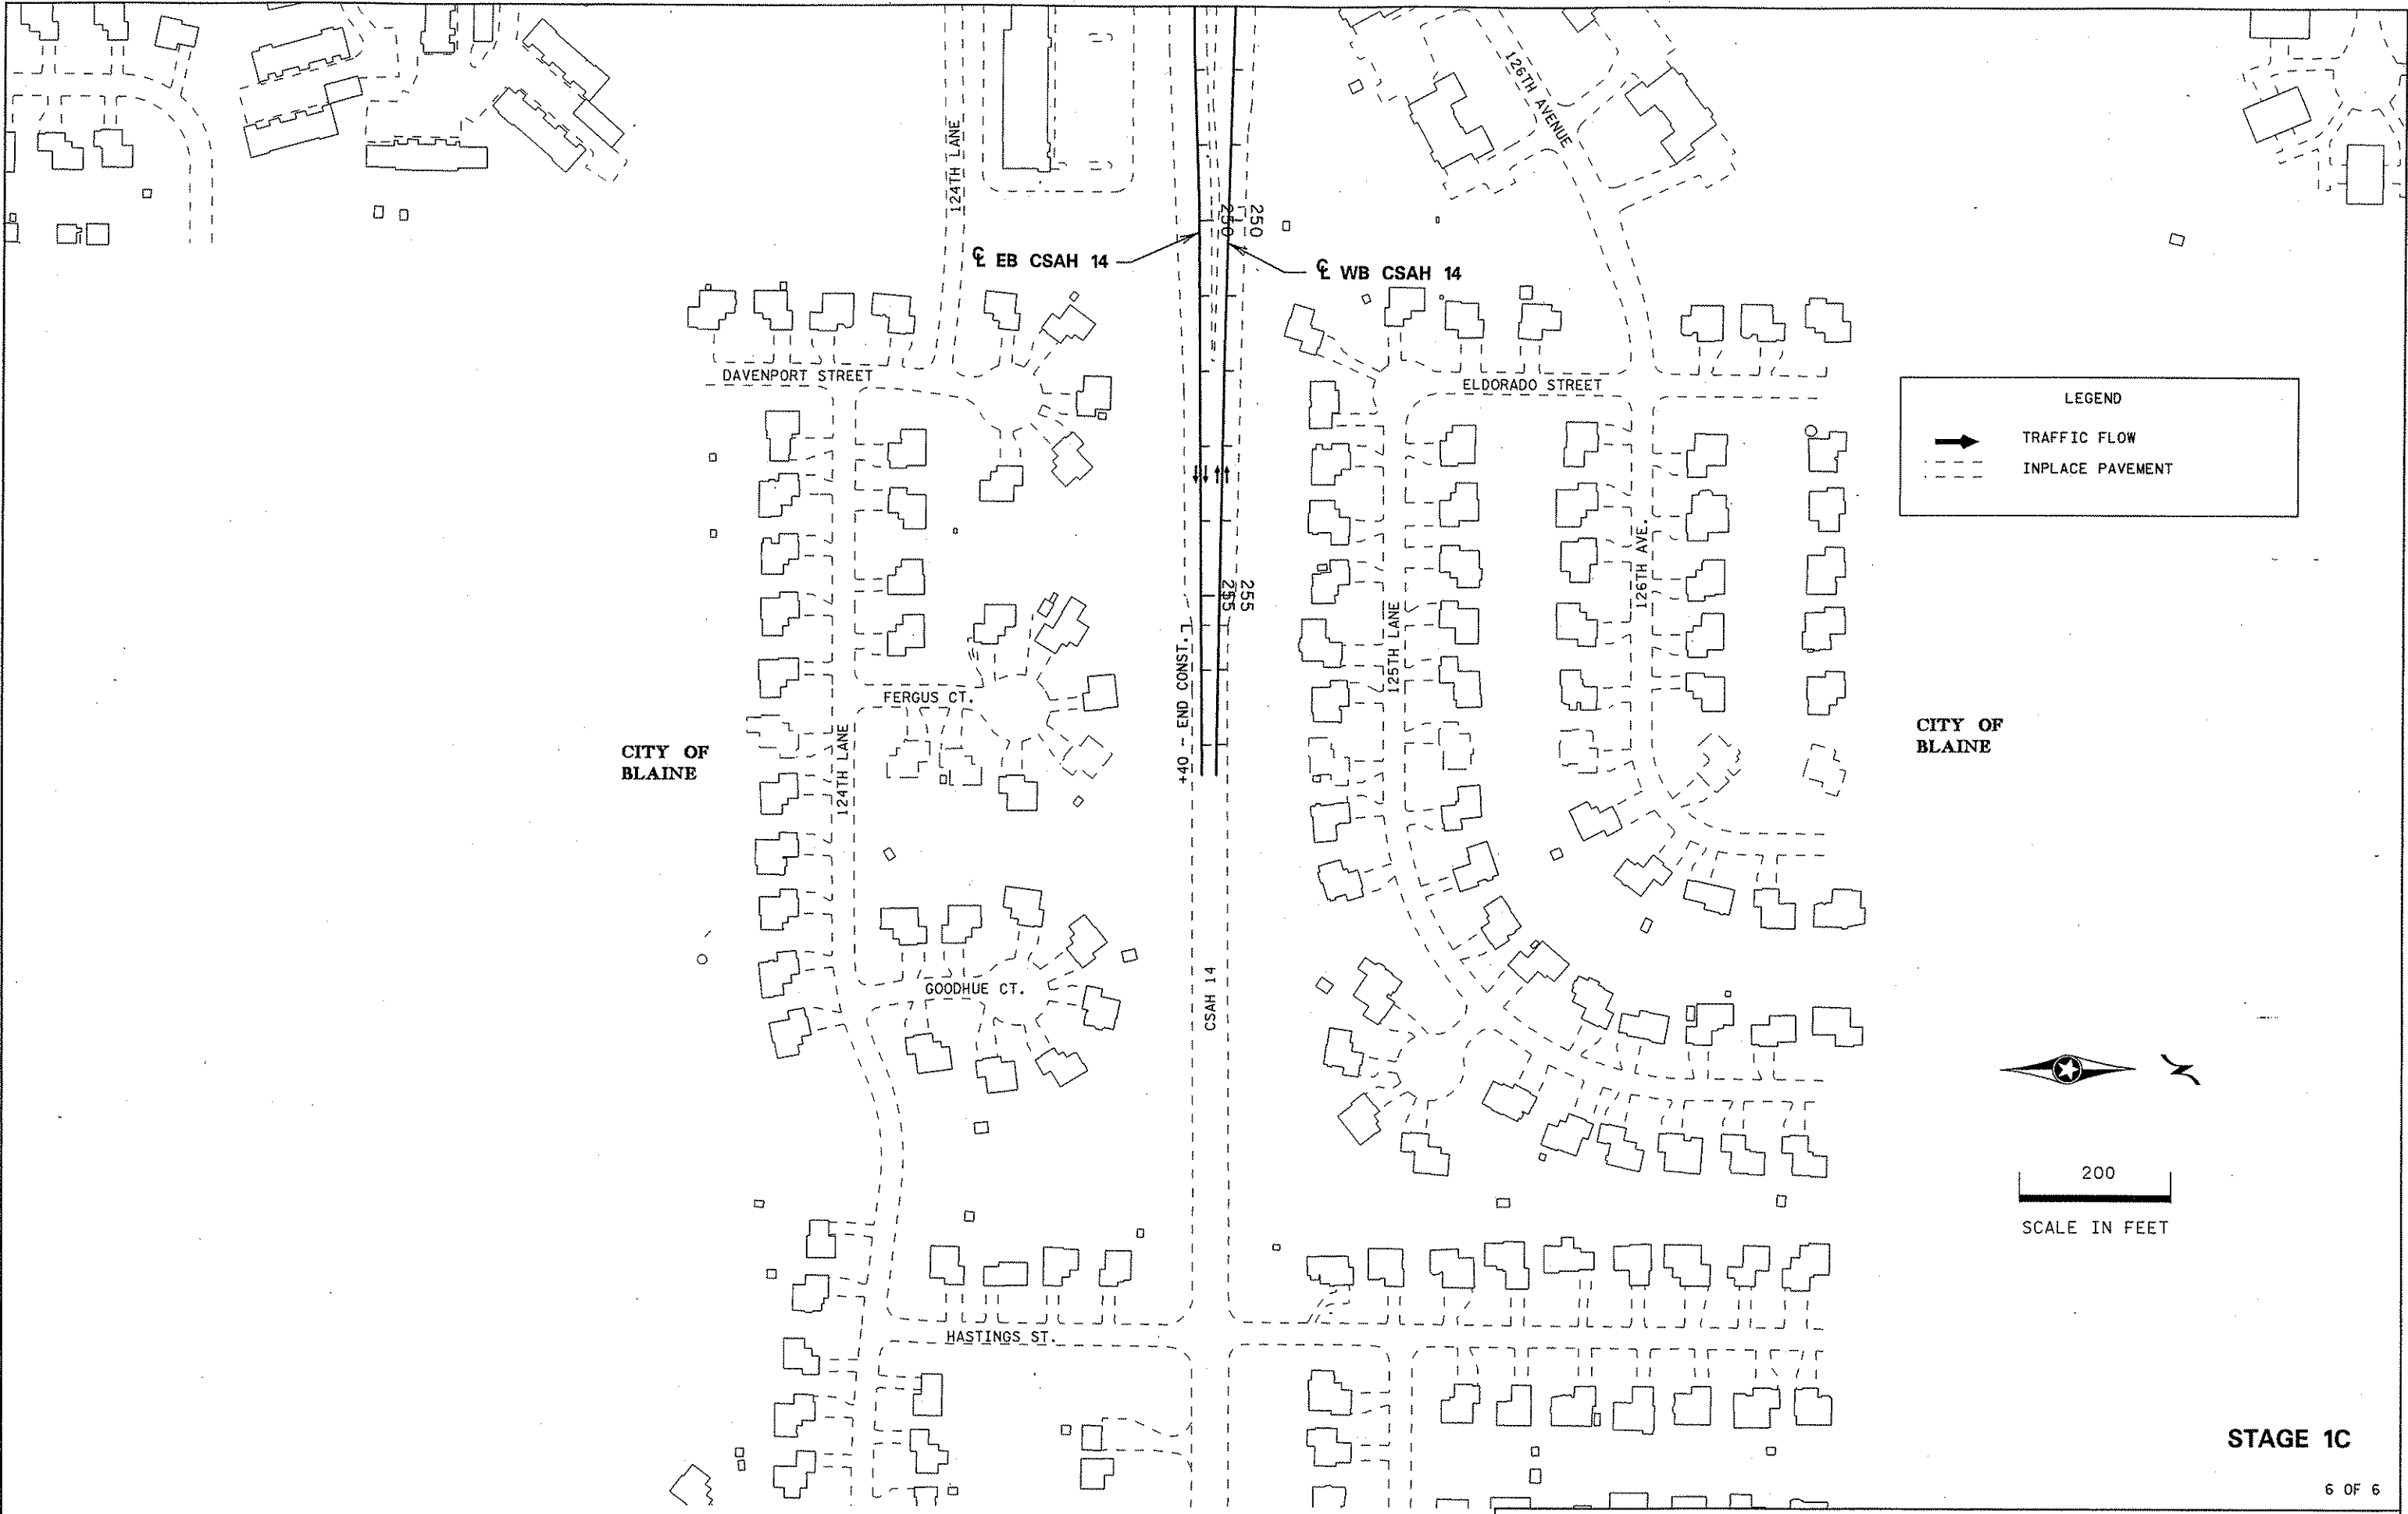 126TH AVENUE
124TH LANE
250
250
℄ EB CSAH 14
℄ WB CSAH 14
DAVENPORT STREET
ELDORADO STREET
LEGEND
TRAFFIC FLOW
INPLACE PAVEMENT
126TH AVE.
255
255
125TH LANE
+40 - END CONST.
FERGUS CT.
124TH LANE
CITY OF
BLAINE
CITY OF
BLAINE
GOODHUE CT.
CSAH 14
N
200
SCALE IN FEET
HASTINGS ST.
STAGE 1C
6 OF 6